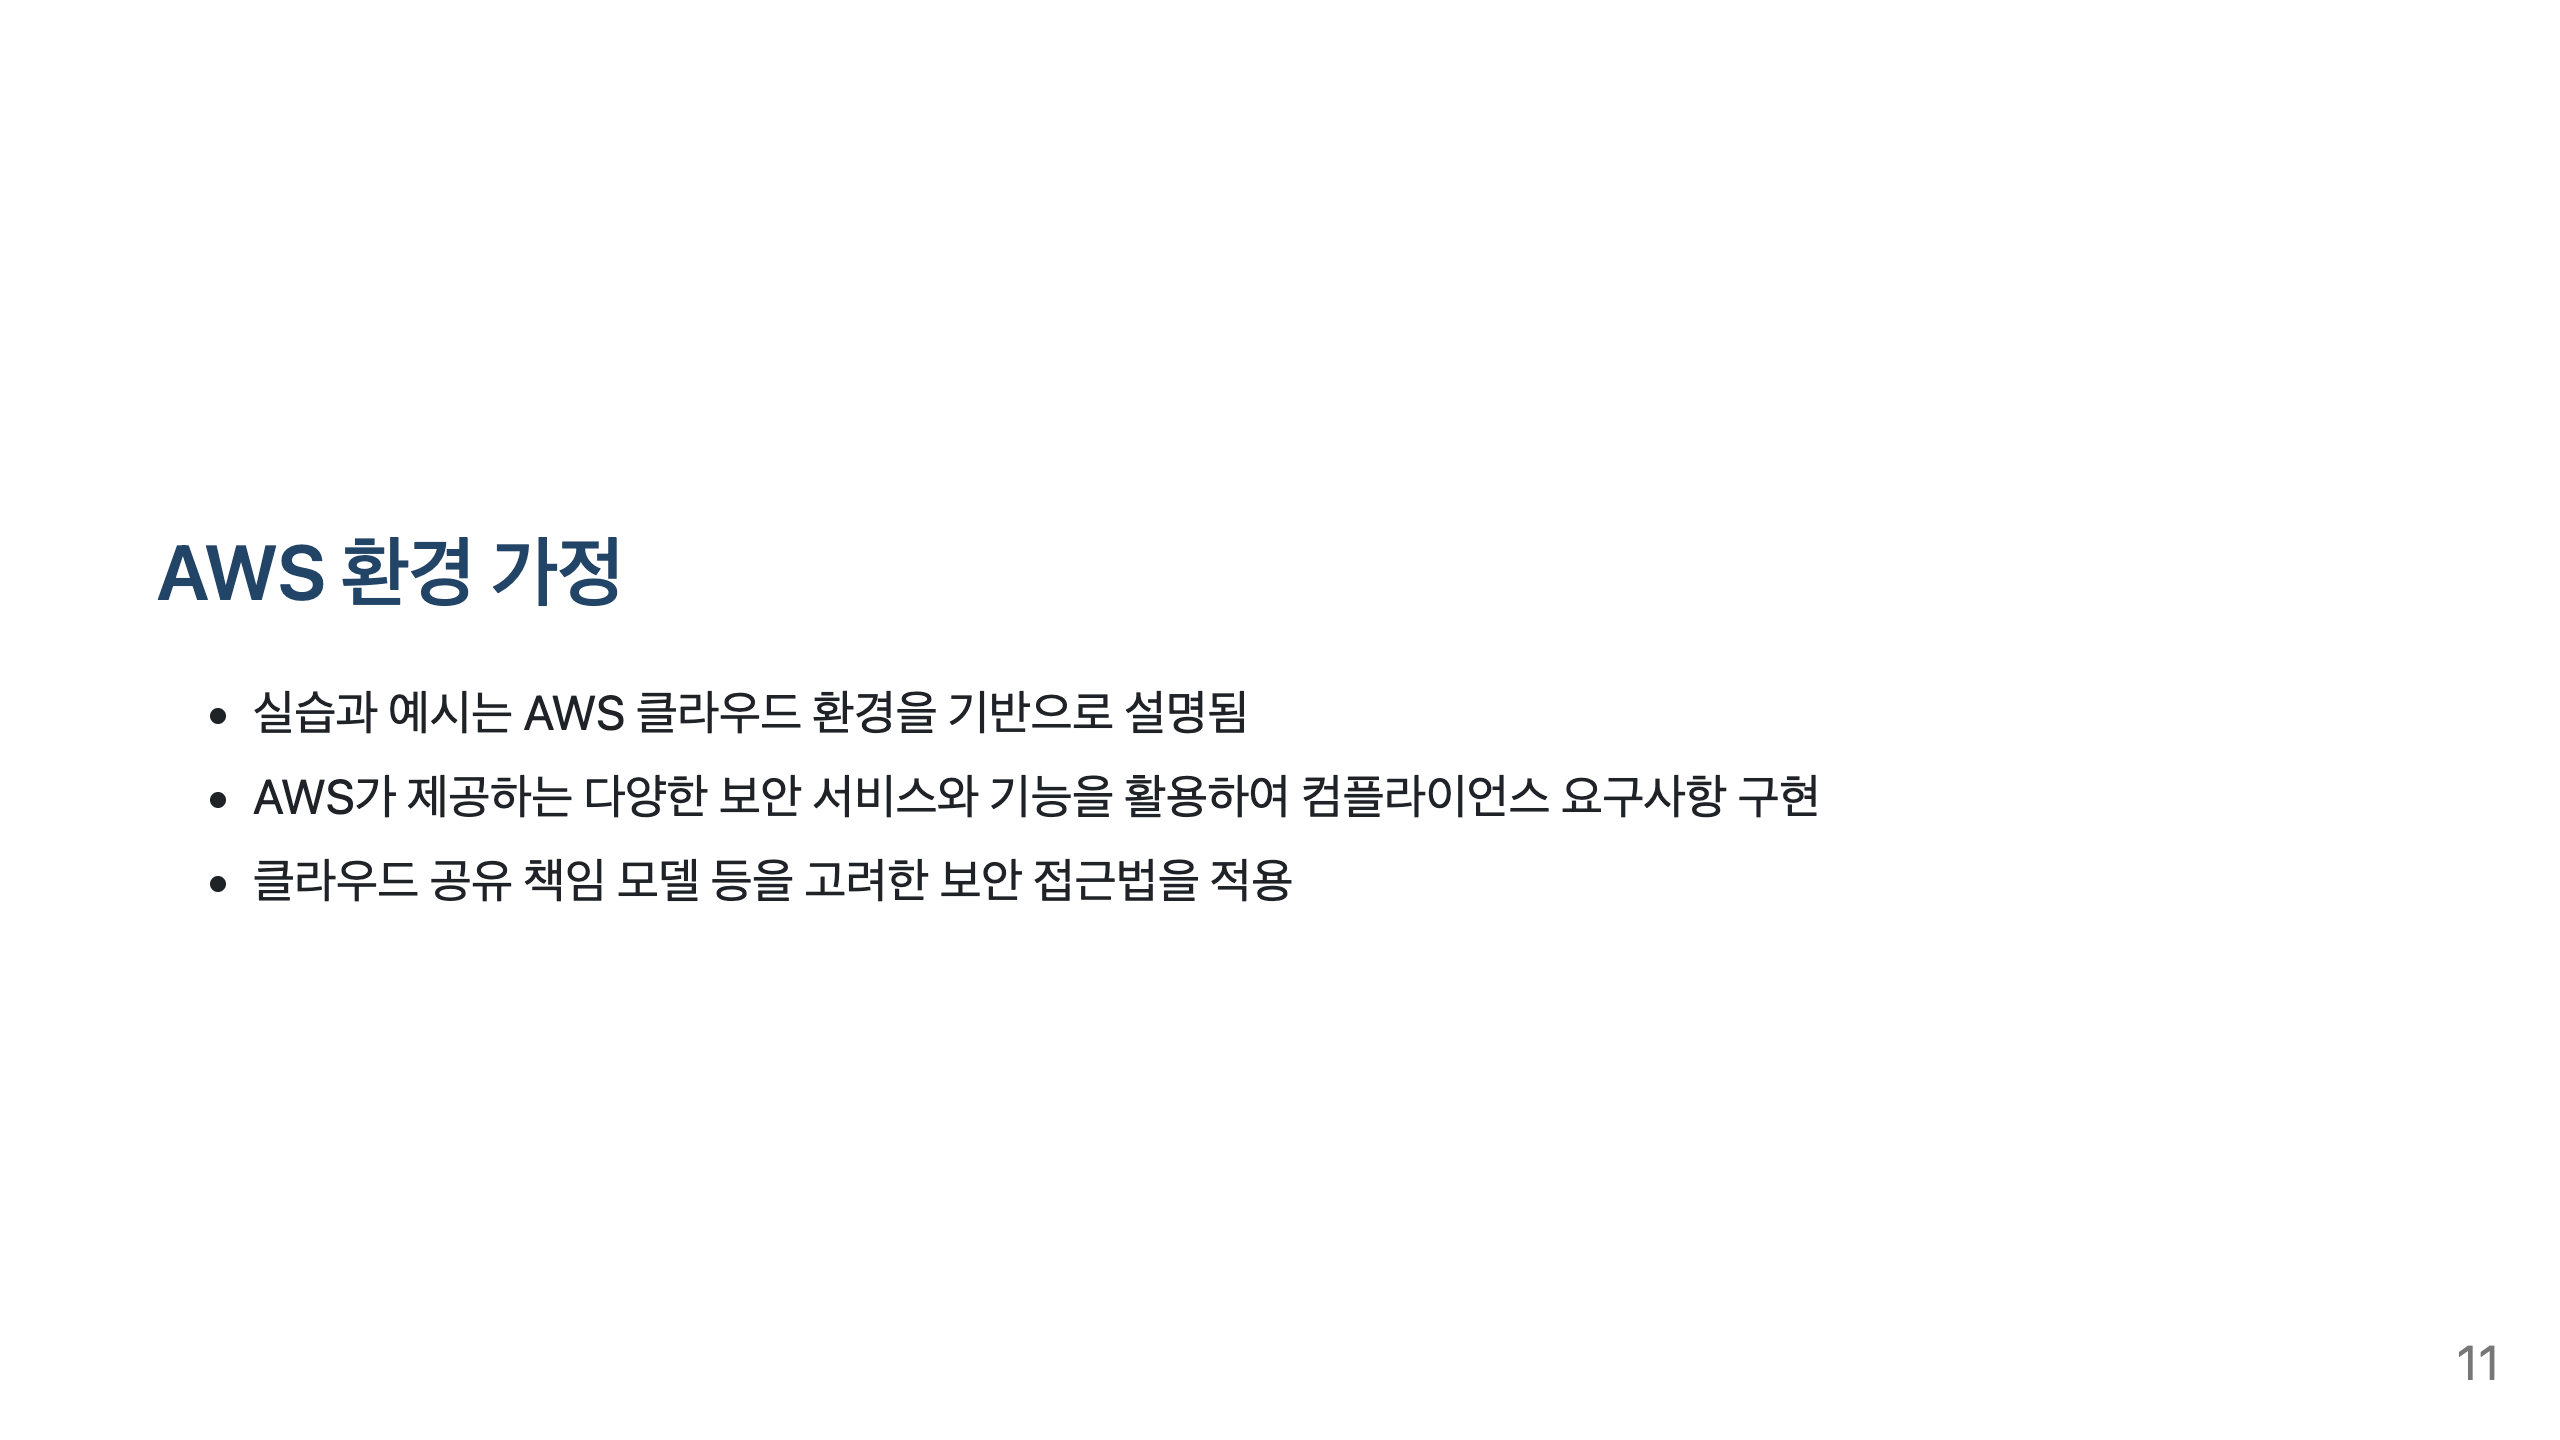 AWS 환경 가정
• 실습과 예시는 AWS 클라우드 환경을 기반으로 설명됨
• AWS가 제공하는 다양한 보안 서비스와 기능을 활용하여 컴플라이언스 요구사항 구현
• 클라우드 공유 책임 모델 등을 고려한 보안 접근법을 적용
11